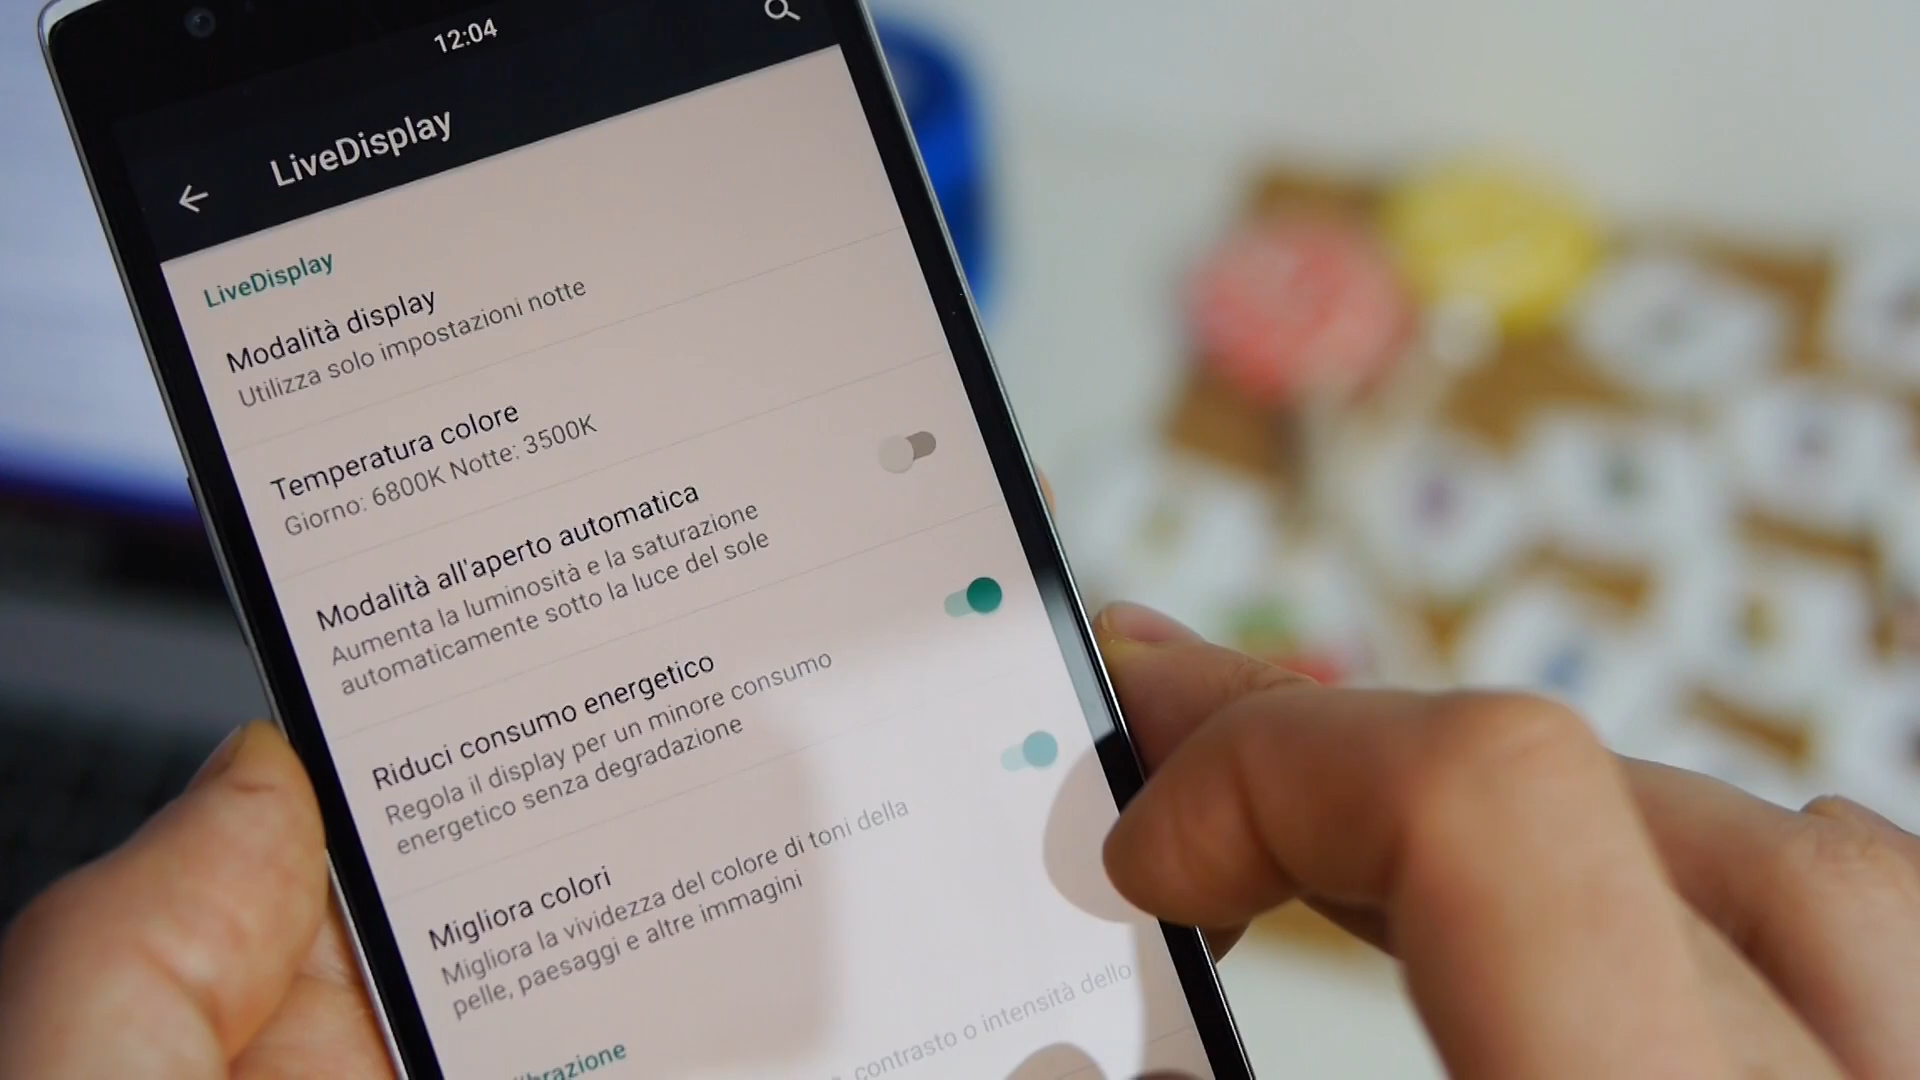 12:04
LiveDisplay
LiveDisplay
Modalità display
Utilizza solo impostazioni notte
Temperatura colore
Giorno: 6800K Notte: 3500K
Modalità all'aperto automatica
Aumenta la luminosità e la saturazione
automaticamente sotto la luce del sole
Riduci consumo energetico
Regola il display per un minore consumo
energetico senza degradazione
Migliora colori
Migliora la vividezza del colore di toni della
pelle, paesaggi e altre immagini
contrasto o intensità dello